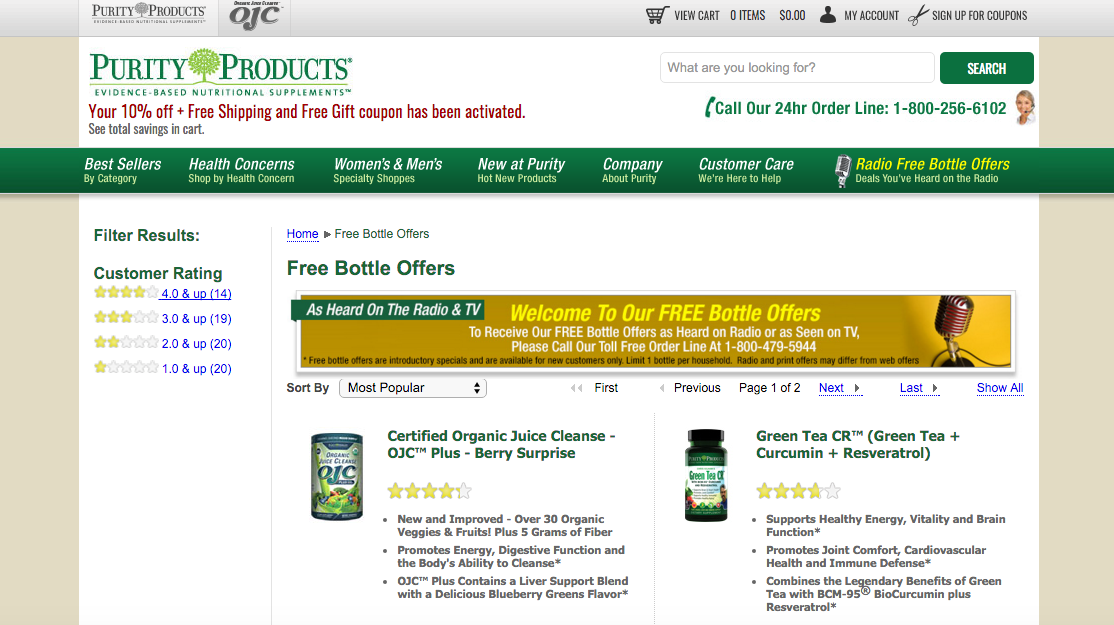 PURITY PRODUCTS
EVIDENCE-BASED NUTRITIONAL SUPPLEMENTS™
ORGANIC JUICE CLEANSE™
OJC™
VIEW CART 0 ITEMS $0.00
MY ACCOUNT
SIGN UP FOR COUPONS
PURITY PRODUCTS®
EVIDENCE-BASED NUTRITIONAL SUPPLEMENTS™
What are you looking for?
SEARCH
Your 10% off + Free Shipping and Free Gift coupon has been activated.
See total savings in cart.
Call Our 24hr Order Line: 1-800-256-6102
Best Sellers
By Category
Health Concerns
Shop by Health Concern
Women's & Men's
Specialty Shoppes
New at Purity
Hot New Products
Company
About Purity
Customer Care
We're Here to Help
Radio Free Bottle Offers
Deals You've Heard on the Radio
Filter Results:
Customer Rating
4.0 & up (14)
3.0 & up (19)
2.0 & up (20)
1.0 & up (20)
Home Free Bottle Offers
Free Bottle Offers
As Heard On The Radio & TV
Welcome To Our FREE Bottle Offers
To Receive Our FREE Bottle Offers as Heard on Radio or as Seen on TV,
Please Call Our Toll Free Order Line At 1-800-479-5944
* Free bottle offers are introductory specials and are available for new customers only. Limit 1 bottle per household. Radio and print offers may differ from web offers
Sort By Most Popular First Previous Page 1 of 2 Next Last Show All
ORGANIC
JUICE CLEANSE
OJC
Certified Organic Juice Cleanse -
OJC™ Plus - Berry Surprise
• New and Improved - Over 30 Organic
Veggies & Fruits! Plus 5 Grams of Fiber
• Promotes Energy, Digestive Function and
the Body's Ability to Cleanse*
• OJC™ Plus Contains a Liver Support Blend
with a Delicious Blueberry Greens Flavor*
PURITY PRODUCTS
Green Tea CR
Green Tea CR™ (Green Tea +
Curcumin + Resveratrol)
• Supports Healthy Energy, Vitality and Brain
Function*
• Promotes Joint Comfort, Cardiovascular
Health and Immune Defense*
• Combines the Legendary Benefits of Green
Tea with BCM-95® BioCurcumin plus
Resveratrol*